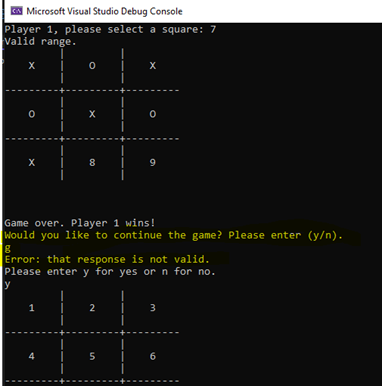 Microsoft Visual Studio Debug Console
Player 1, please select a square: 7
Valid range.
X | O | X
O | X | O
X | 8 | 9
Game over. Player 1 wins!
Would you like to continue the game? Please enter (y/n).
g
Error: that response is not valid.
Please enter y for yes or n for no.
y
1 | 2 | 3
4 | 5 | 6